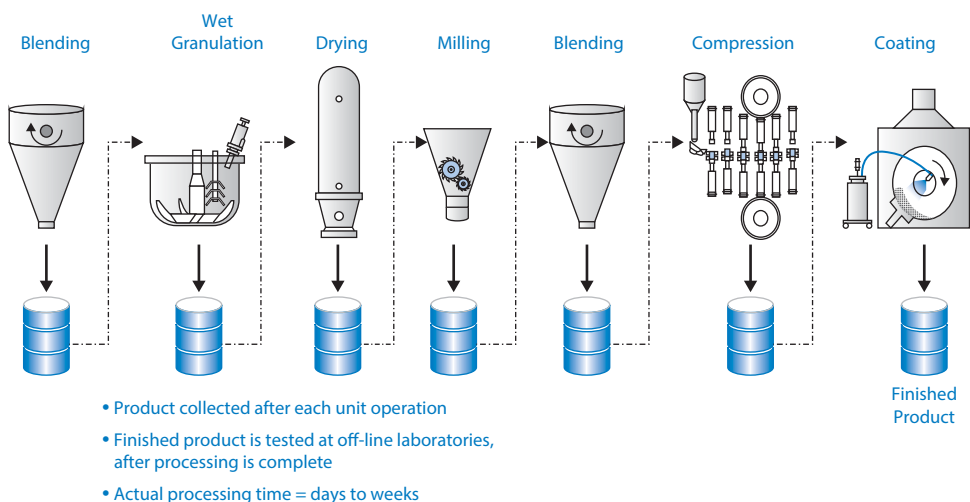 Blending
Wet
Granulation
Drying
Milling
Blending
Compression
Coating
Finished
Product
• Product collected after each unit operation
• Finished product is tested at off-line laboratories,
after processing is complete
• Actual processing time = days to weeks